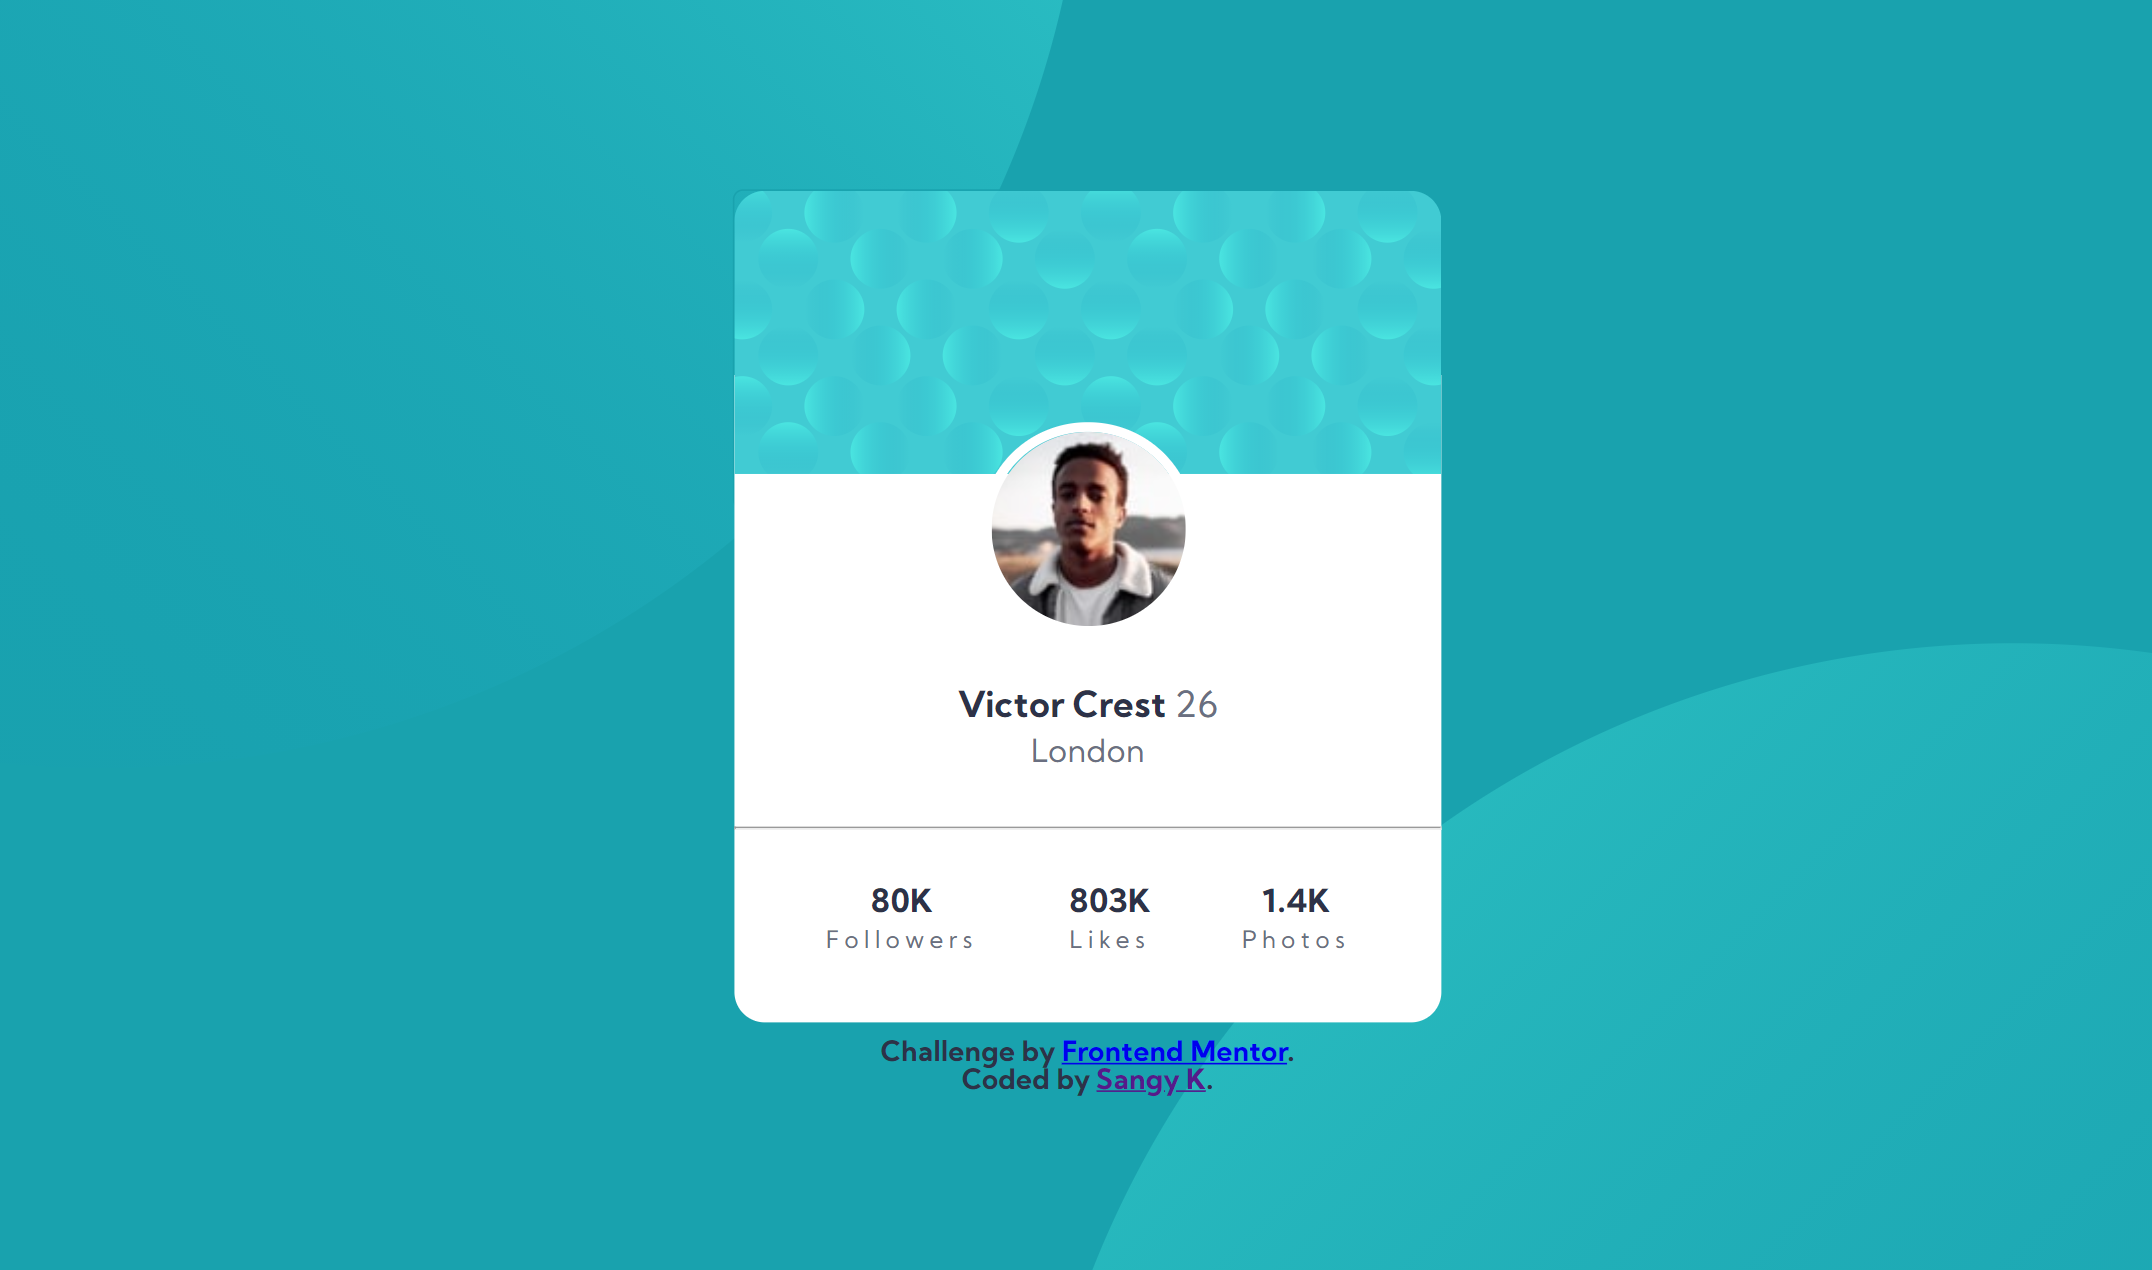 Victor Crest 26
London
80K 803K 1.4K
Followers Likes Photos
Challenge by Frontend Mentor.
Coded by Sangy K.